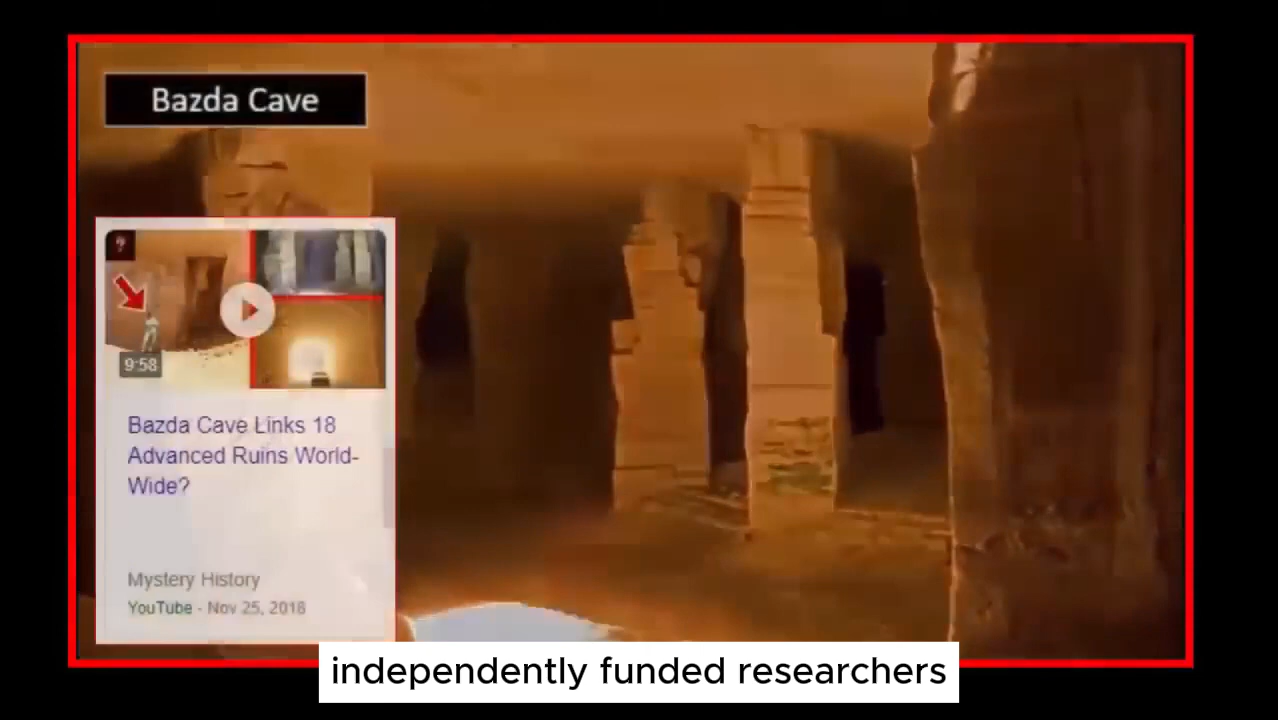 Bazda Cave
?
9:58
Bazda Cave Links 18
Advanced Ruins World-
Wide?
Mystery History
YouTube - Nov 25, 2018
independently funded researchers